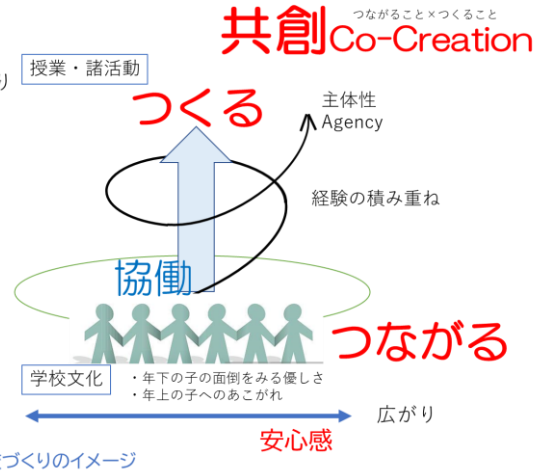 つながること×つくること
共創Co-Creation
り
授業・諸活動
つくる
主体性
Agency
経験の積み重ね
協働
つながる
学校文化
・年下の子の面倒をみる優しさ
・年上の子へのあこがれ
広がり
安心感
づくりのイメージ